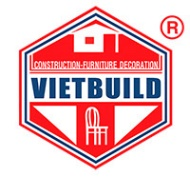 ®
CONSTRUCTION-FURNITURE DECORATION
VIETBUILD